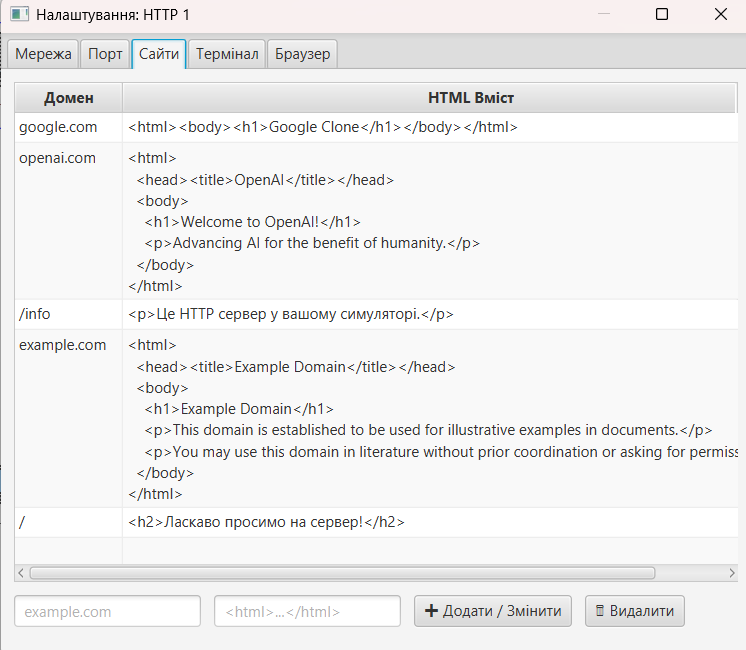 Налаштування: HTTP 1
Мережа Порт Сайти Термінал Браузер
Домен HTML Вміст
google.com <html><body><h1>Google Clone</h1></body></html>
openai.com <html>
<head><title>OpenAI</title></head>
<body>
<h1>Welcome to OpenAI!</h1>
<p>Advancing AI for the benefit of humanity.</p>
</body>
</html>
/info <p>Це HTTP сервер у вашому симуляторі.</p>
example.com <html>
<head><title>Example Domain</title></head>
<body>
<h1>Example Domain</h1>
<p>This domain is established to be used for illustrative examples in documents.</p>
<p>You may use this domain in literature without prior coordination or asking for permiss
</body>
</html>
/ <h2>Ласкаво просимо на сервер!</h2>
example.com <html>...</html> + Додати / Змінити Видалити